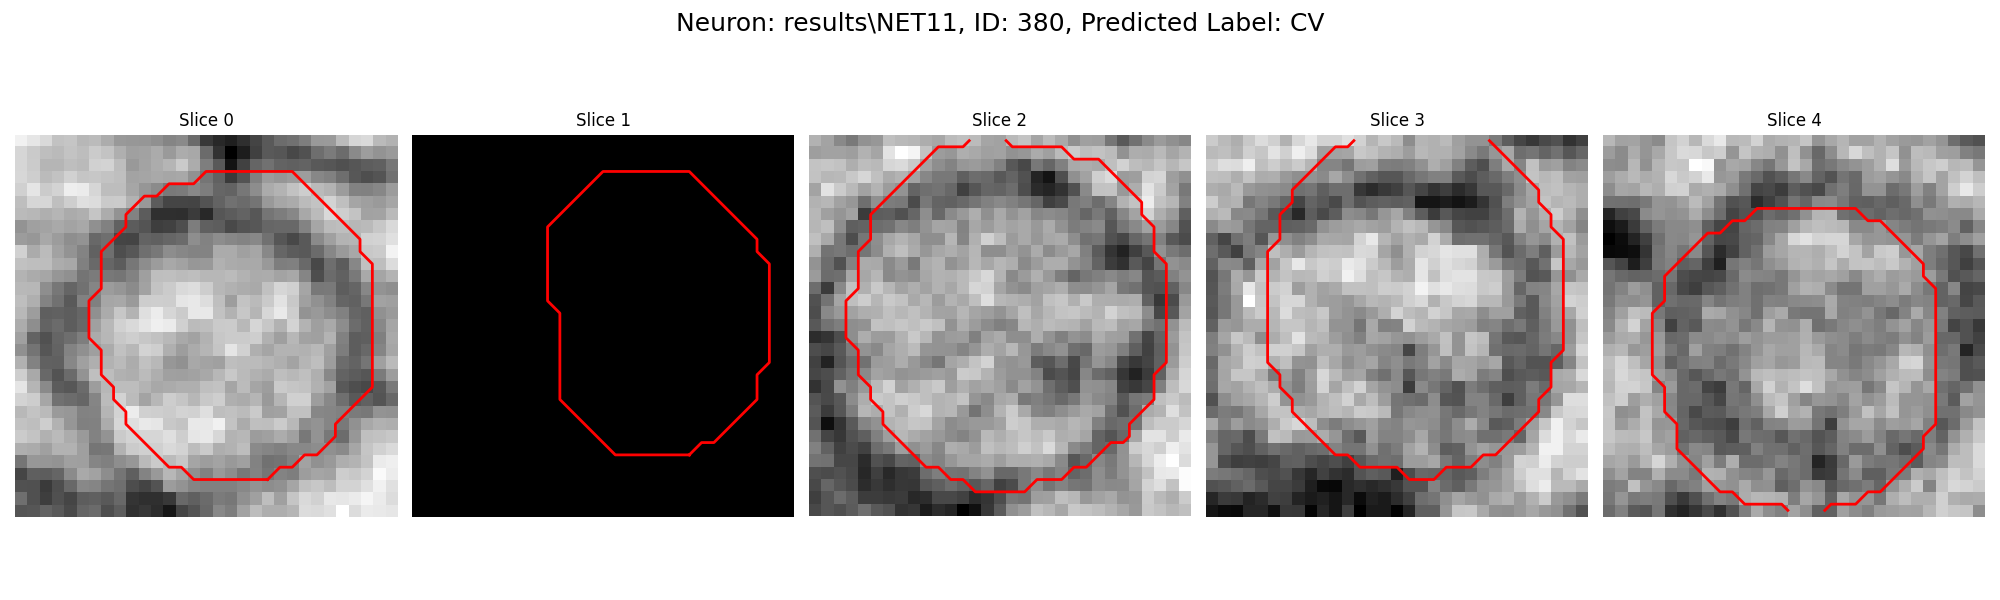 Neuron: results\NET11, ID: 380, Predicted Label: CV
Slice 0
Slice 1
Slice 2
Slice 3
Slice 4